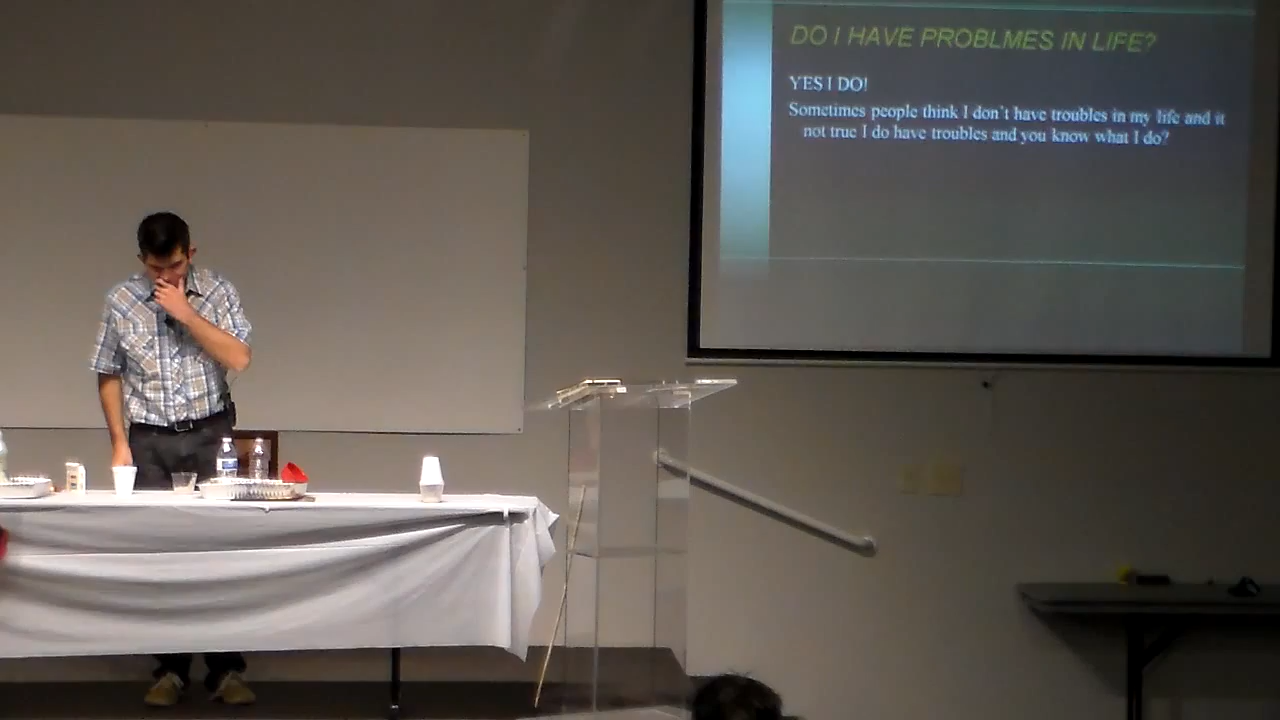 DO I HAVE PROBLMES IN LIFE?
YES I DO!
Sometimes people think I don't have troubles in my life and it
not true I do have troubles and you know what I do?